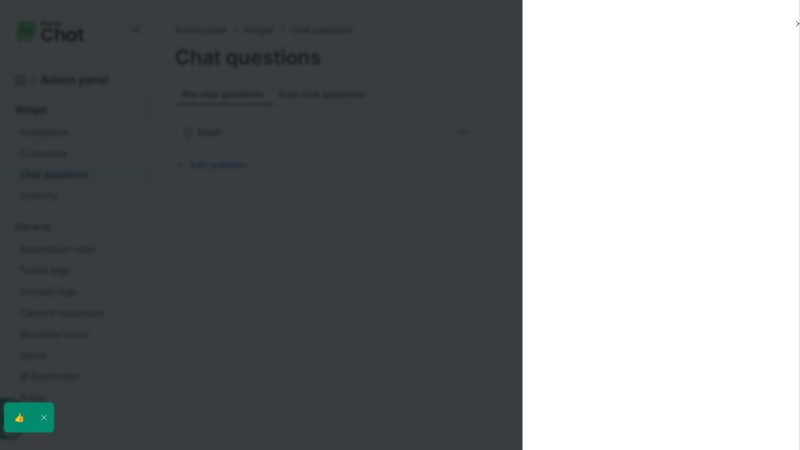 Chat
Admin panel / Widget / Chat questions
Chat questions
/ Admin panel
Pre chat questions Post chat questions
Widget
Installation
Email
Customize
Add question
Chat questions
Visibility
General
Automation rules
Ticket tags
Contact tags
Canned responses
Business hours
Views
IP Restriction